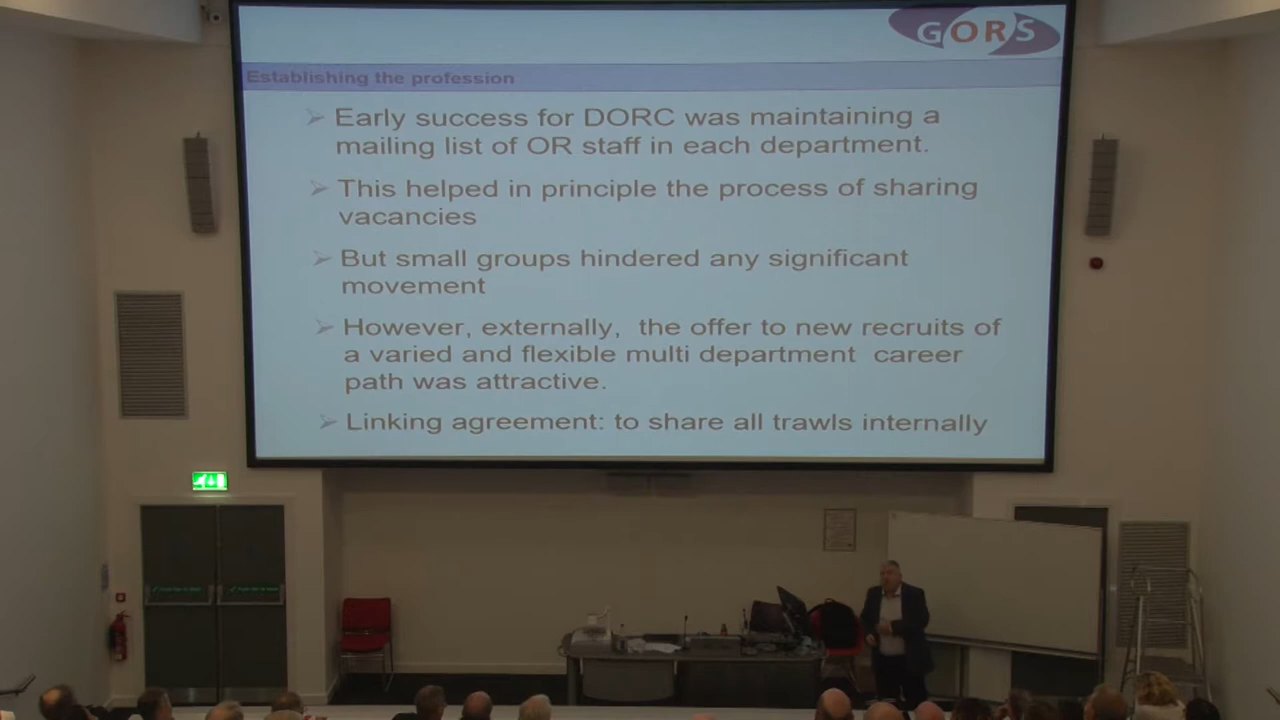 GORS
Establishing the profession
Early success for DORC was maintaining a
mailing list of OR staff in each department.
This helped in principle the process of sharing
vacancies
But small groups hindered any significant
movement
However, externally, the offer to new recruits of
a varied and flexible multi department career
path was attractive.
Linking agreement: to share all trawls internally